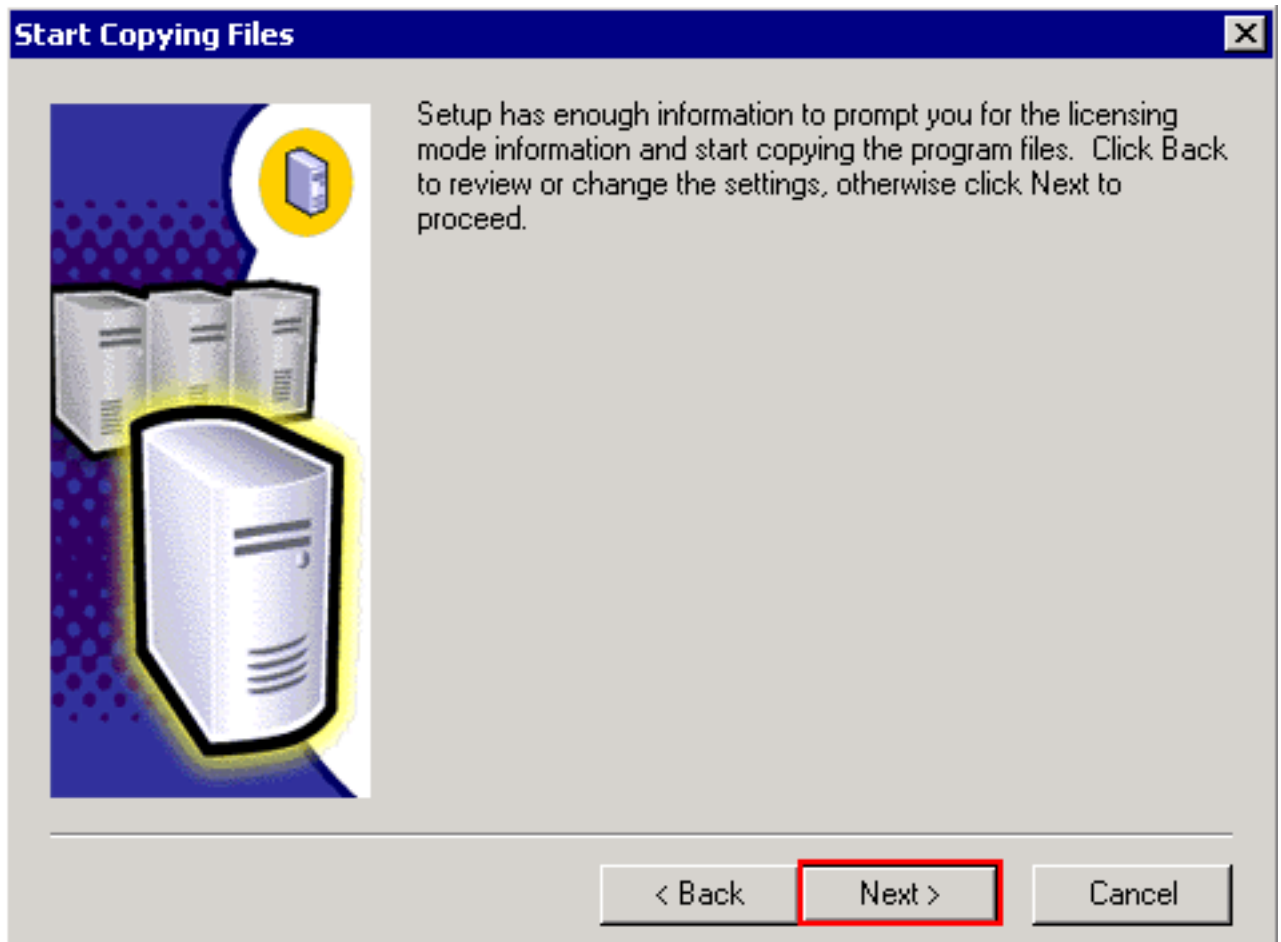 Start Copying Files
Setup has enough information to prompt you for the licensing
mode information and start copying the program files.  Click Back
to review or change the settings, otherwise click Next to
proceed.
< Back
Next >
Cancel